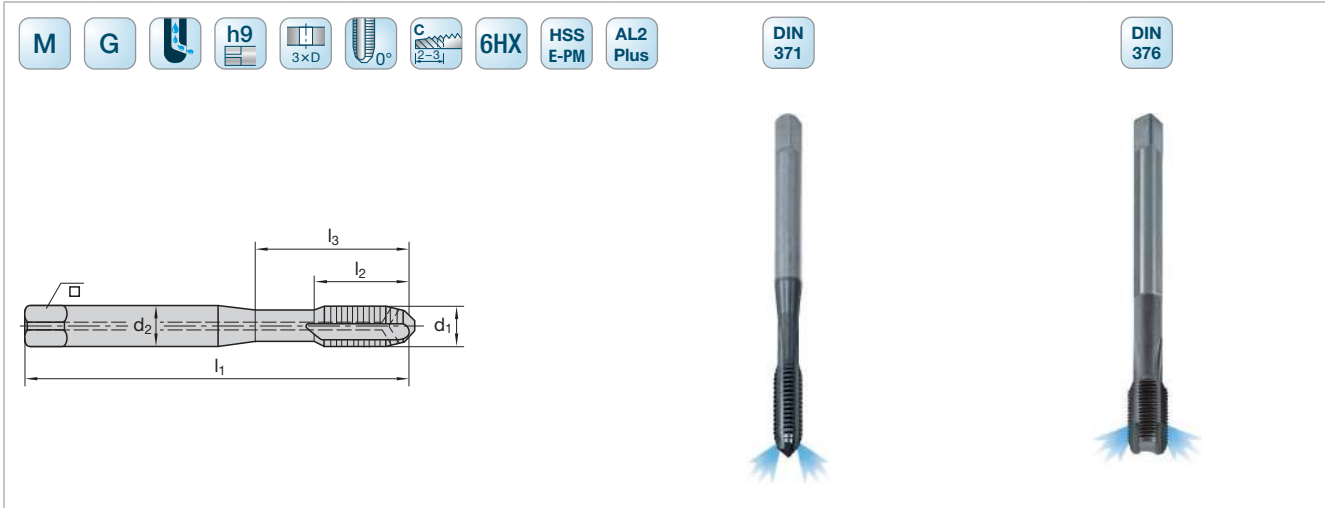 M
G
h9
3×D
0°
C
2–3
6HX
HSS
E-PM
AL2
Plus
DIN
371
DIN
376
l₃
l₂
d₂
d₁
l₁